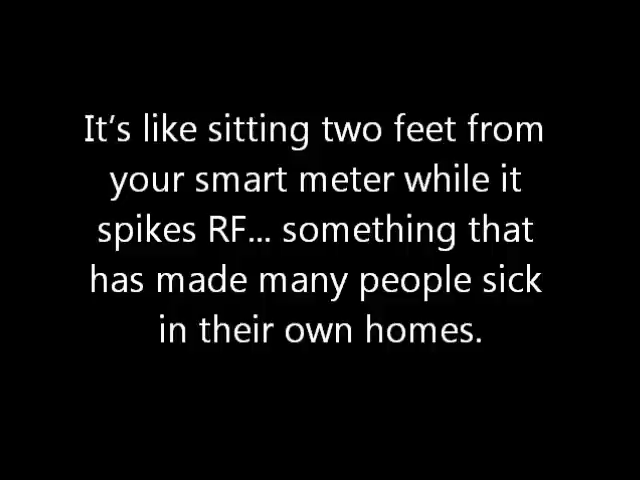 It's like sitting two feet from
your smart meter while it
spikes RF... something that
has made many people sick
in their own homes.